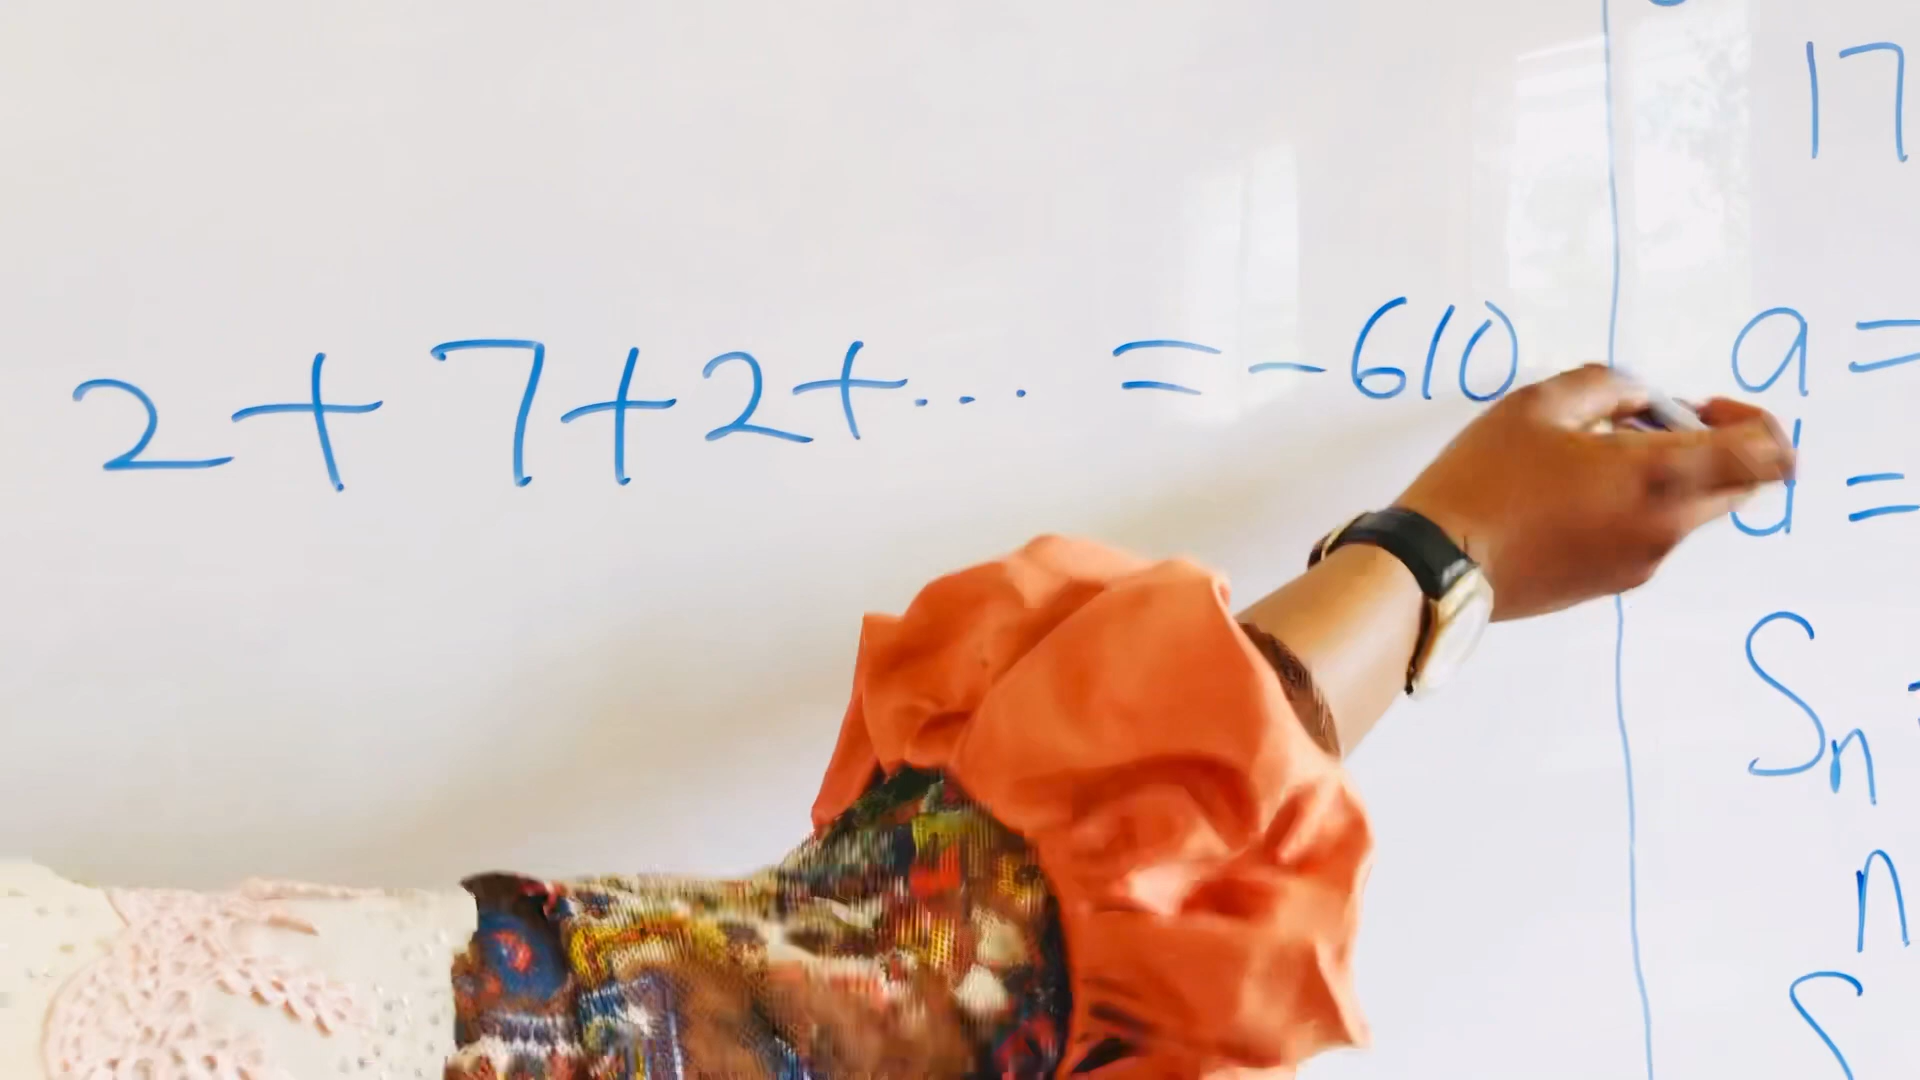 2 + 7 + 2 + ... = -610
17
a =
d =
Sn
n
S